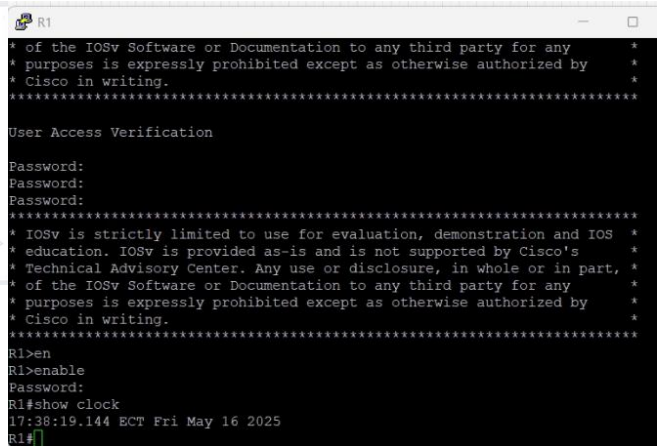 R1
* of the IOSv Software or Documentation to any third party for any *
* purposes is expressly prohibited except as otherwise authorized by *
* Cisco in writing. *
**************************************************************************
User Access Verification
Password:
Password:
Password:
**************************************************************************
* IOSv is strictly limited to use for evaluation, demonstration and IOS *
* education. IOSv is provided as-is and is not supported by Cisco's *
* Technical Advisory Center. Any use or disclosure, in whole or in part, *
* of the IOSv Software or Documentation to any third party for any *
* purposes is expressly prohibited except as otherwise authorized by *
* Cisco in writing. *
**************************************************************************
R1>en
R1>enable
Password:
R1#show clock
17:38:19.144 ECT Fri May 16 2025
R1#